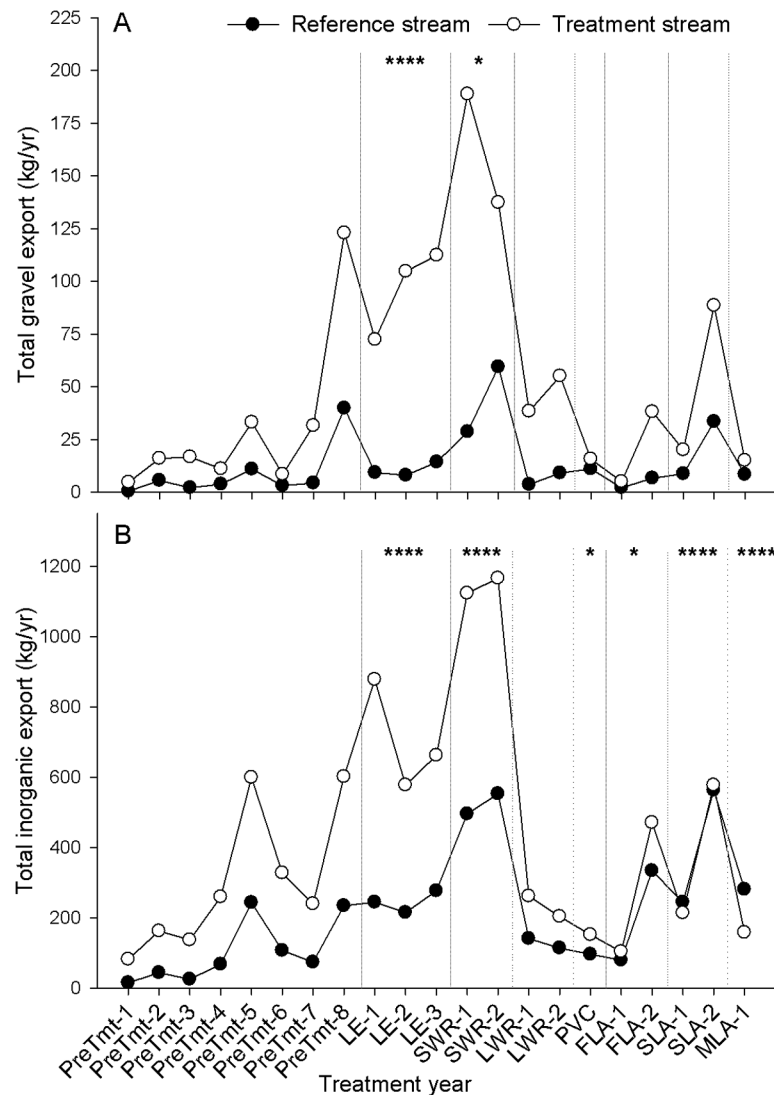 A
Reference stream
Treatment stream
Total gravel export (kg/yr)
225
200
175
150
125
100
75
50
25
0
****
*
B
Total inorganic export (kg/yr)
1200
1000
800
600
400
200
0
****
****
*
*
****
****
PreTmt-1
PreTmt-2
PreTmt-3
PreTmt-4
PreTmt-5
PreTmt-6
PreTmt-7
PreTmt-8
LE-1
LE-2
LE-3
SWR-1
SWR-2
LWR-1
LWR-2
PVC
FLA-1
FLA-2
SLA-1
SLA-2
MLA-1
Treatment year